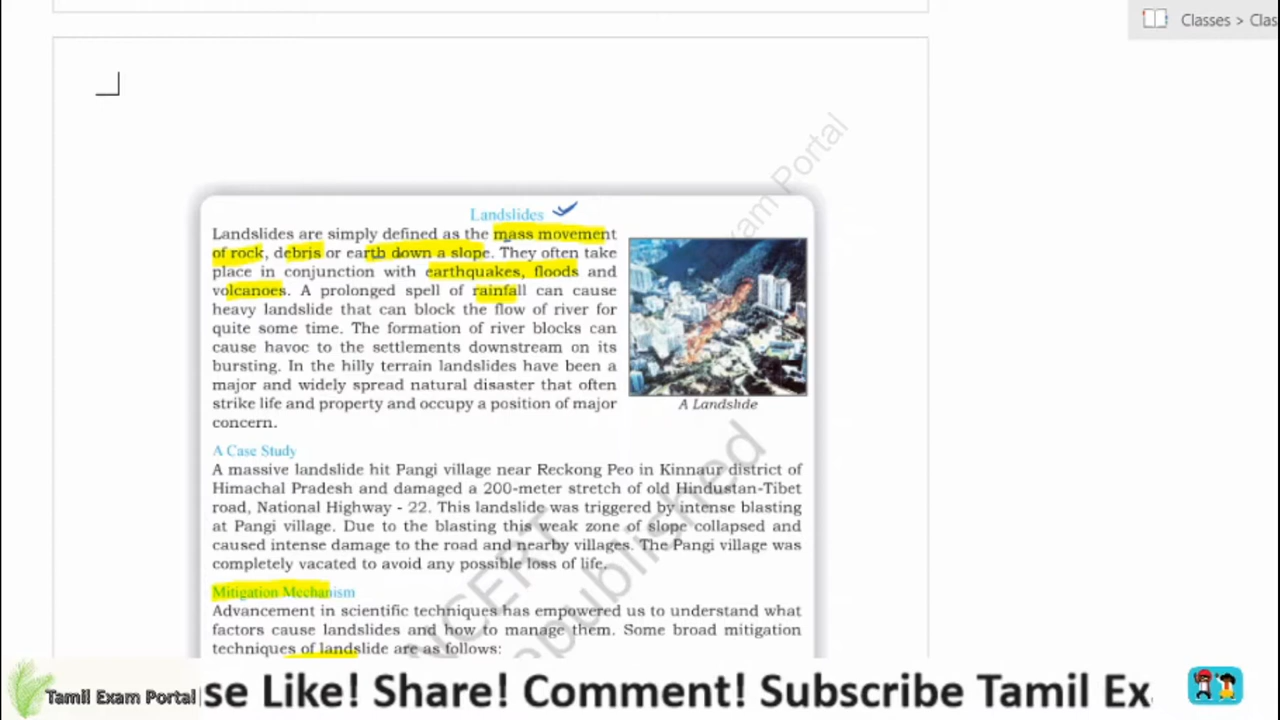 Classes > Clas
am Portal
Landslides
Landslides are simply defined as the mass movement
of rock, debris or earth down a slope. They often take
place in conjunction with earthquakes, floods and
volcanoes. A prolonged spell of rainfall can cause
heavy landslide that can block the flow of river for
quite some time. The formation of river blocks can
cause havoc to the settlements downstream on its
bursting. In the hilly terrain landslides have been a
major and widely spread natural disaster that often
strike life and property and occupy a position of major
concern.
A Landslide
A Case Study
A massive landslide hit Pangi village near Reckong Peo in Kinnaur district of
Himachal Pradesh and damaged a 200-meter stretch of old Hindustan-Tibet
road, National Highway - 22. This landslide was triggered by intense blasting
at Pangi village. Due to the blasting this weak zone of slope collapsed and
caused intense damage to the road and nearby villages. The Pangi village was
completely vacated to avoid any possible loss of life.
Mitigation Mechanism
Advancement in scientific techniques has empowered us to understand what
factors cause landslides and how to manage them. Some broad mitigation
techniques of landslide are as follows:
NCERT
republished
Tamil Exam Portal
se Like! Share! Comment! Subscribe Tamil Ex